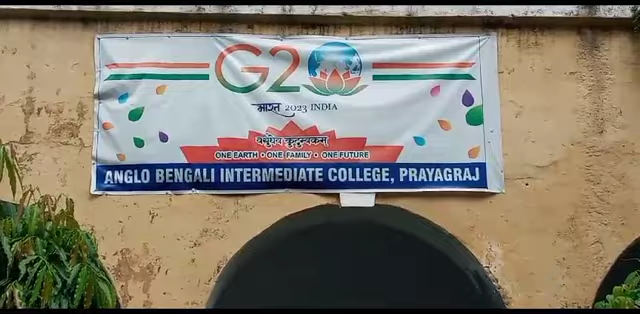 G20
भारत 2023 INDIA
वसुधैव कुटुम्बकम्
ONE EARTH • ONE FAMILY • ONE FUTURE
ANGLO BENGALI INTERMEDIATE COLLEGE, PRAYAGRAJ